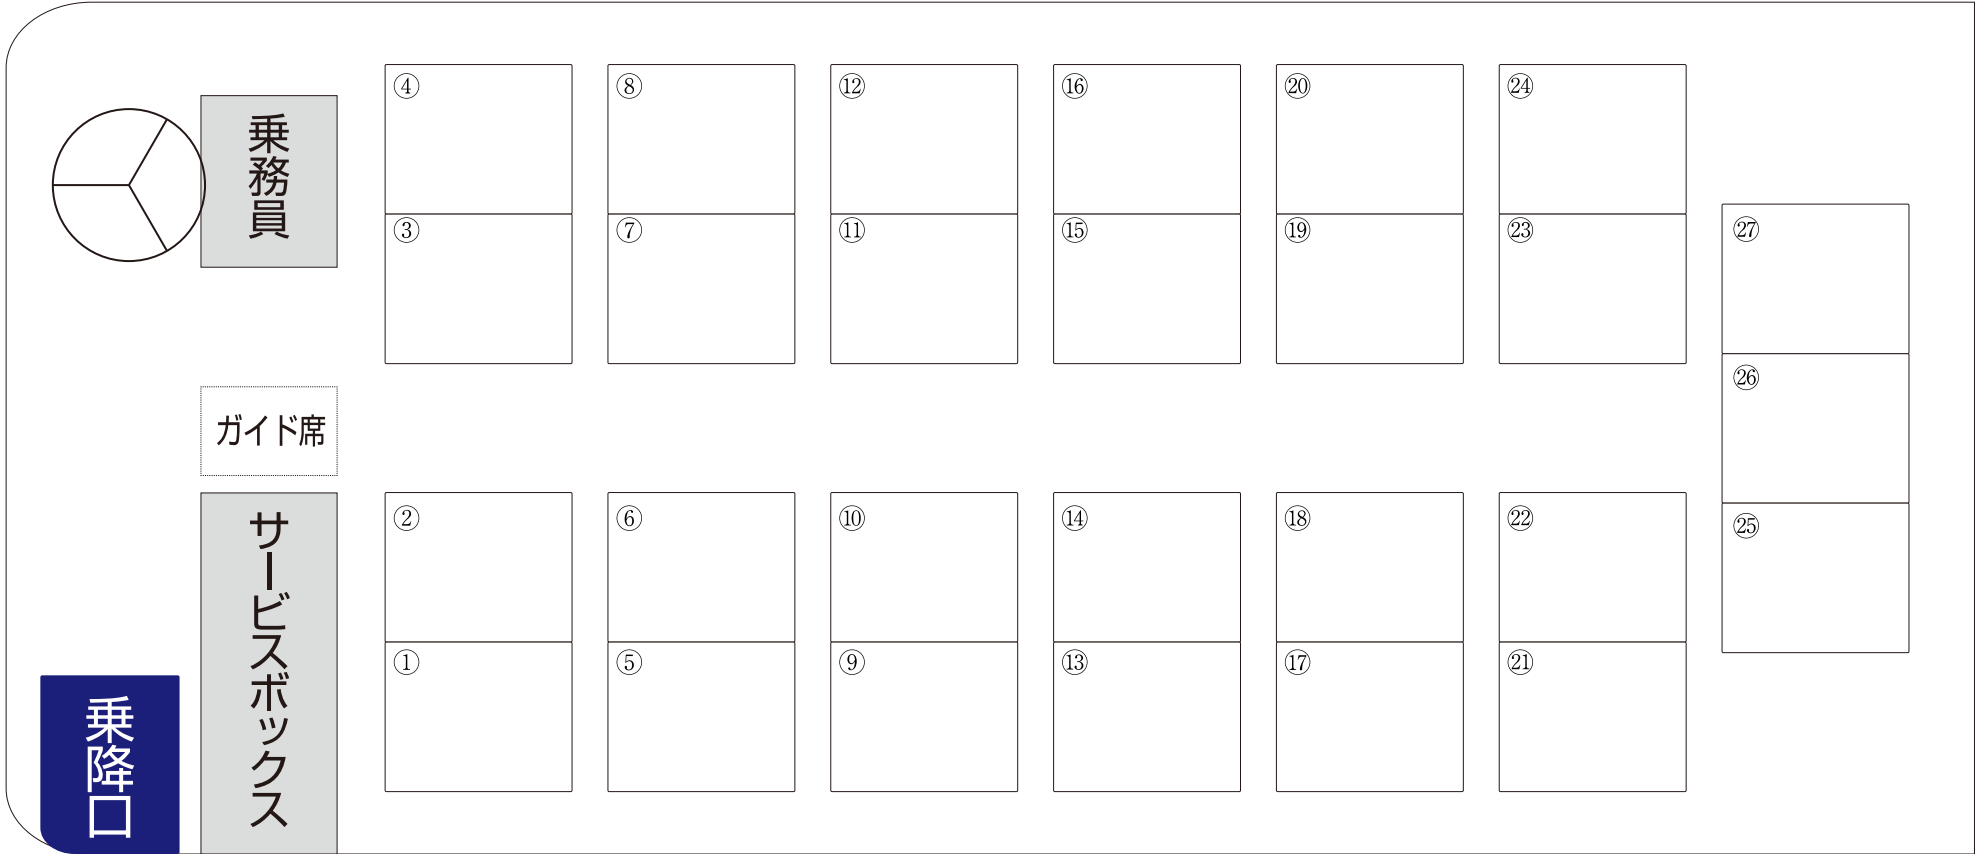 ④ ⑧ ⑫ ⑯ ⑳ ㉔
乗務員
③ ⑦ ⑪ ⑮ ⑲ ㉓ ㉗
㉖
ガイド席
② ⑥ ⑩ ⑭ ⑱ ㉒ ㉕
サービスボックス
① ⑤ ⑨ ⑬ ⑰ ㉑
乗降口